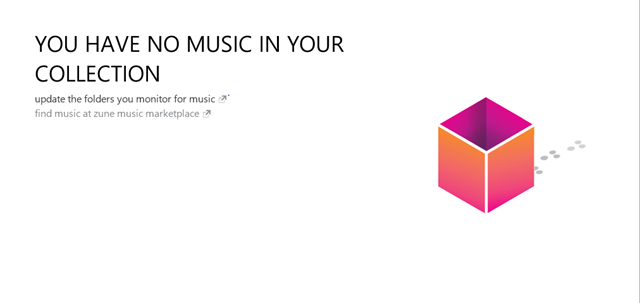 YOU HAVE NO MUSIC IN YOUR
COLLECTION
update the folders you monitor for music
find music at zune music marketplace